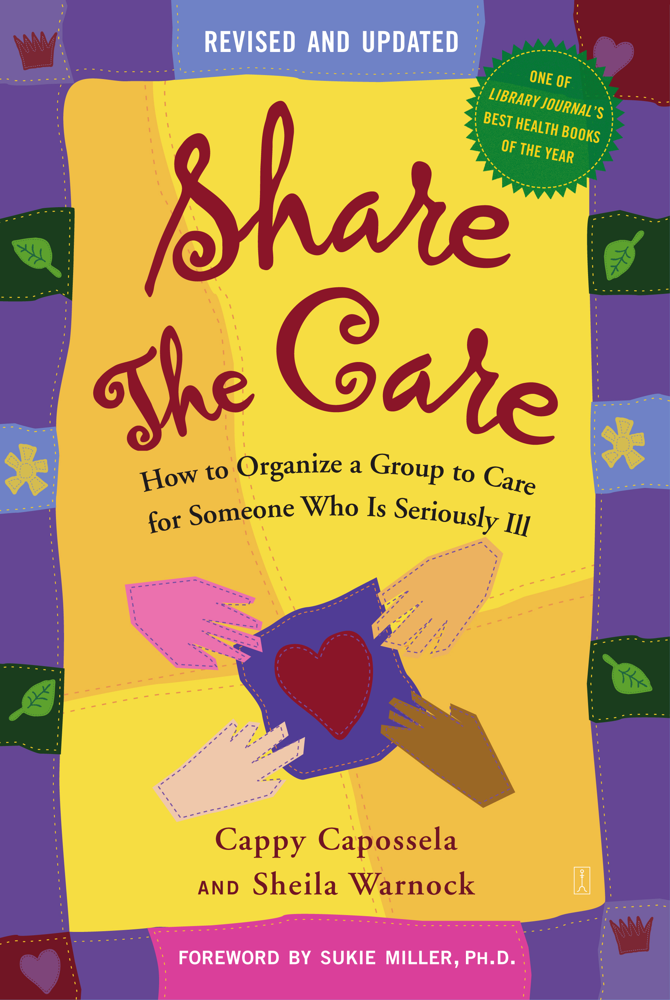 REVISED AND UPDATED
ONE OF
LIBRARY JOURNAL'S
BEST HEALTH BOOKS
OF THE YEAR
Share
The Care
How to Organize a Group to Care
for Someone Who Is Seriously Ill
Cappy Capossela
AND Sheila Warnock
FOREWORD BY SUKIE MILLER, PH.D.